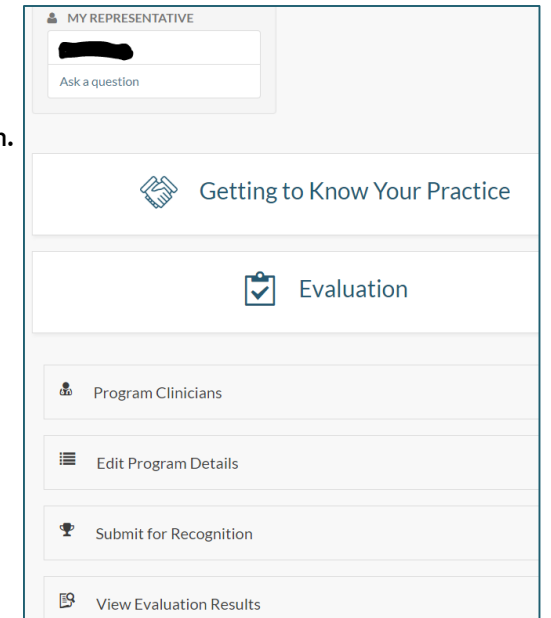 MY REPRESENTATIVE
Ask a question
n.
Getting to Know Your Practice
Evaluation
Program Clinicians
Edit Program Details
Submit for Recognition
View Evaluation Results